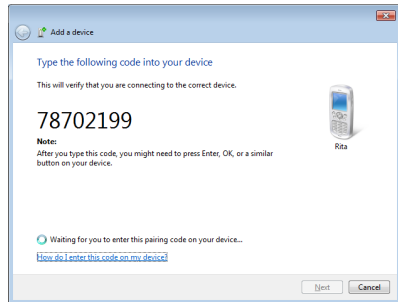 Add a device
Type the following code into your device
This will verify that you are connecting to the correct device.
78702199
Note:
After you type this code, you might need to press Enter, OK, or a similar
button on your device.
Rita
Waiting for you to enter this pairing code on your device...
How do I enter this code on my device?
Next Cancel